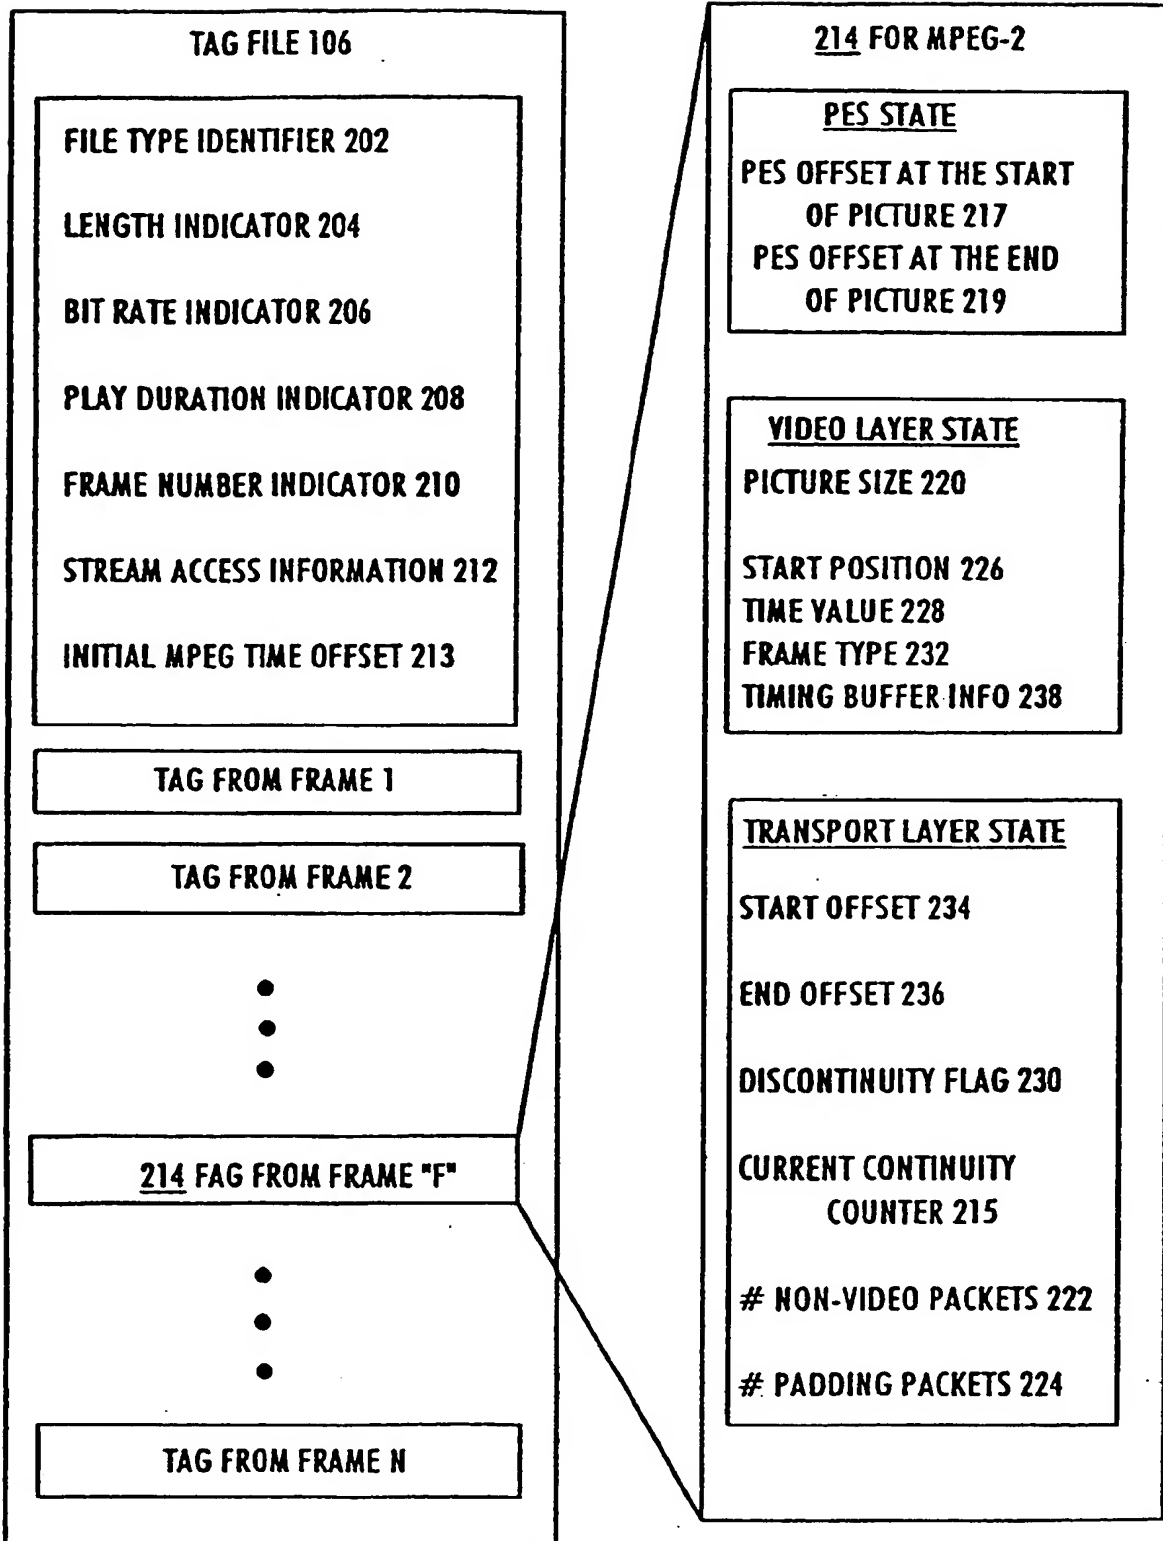 TAG FILE 106
FILE TYPE IDENTIFIER 202
LENGTH INDICATOR 204
BIT RATE INDICATOR 206
PLAY DURATION INDICATOR 208
FRAME NUMBER INDICATOR 210
STREAM ACCESS INFORMATION 212
INITIAL MPEG TIME OFFSET 213
TAG FROM FRAME 1
TAG FROM FRAME 2
214 FAG FROM FRAME "F"
TAG FROM FRAME N
214 FOR MPEG-2
PES STATE
PES OFFSET AT THE START
OF PICTURE 217
PES OFFSET AT THE END
OF PICTURE 219
VIDEO LAYER STATE
PICTURE SIZE 220
START POSITION 226
TIME VALUE 228
FRAME TYPE 232
TIMING BUFFER INFO 238
TRANSPORT LAYER STATE
START OFFSET 234
END OFFSET 236
DISCONTINUITY FLAG 230
CURRENT CONTINUITY
COUNTER 215
# NON-VIDEO PACKETS 222
# PADDING PACKETS 224